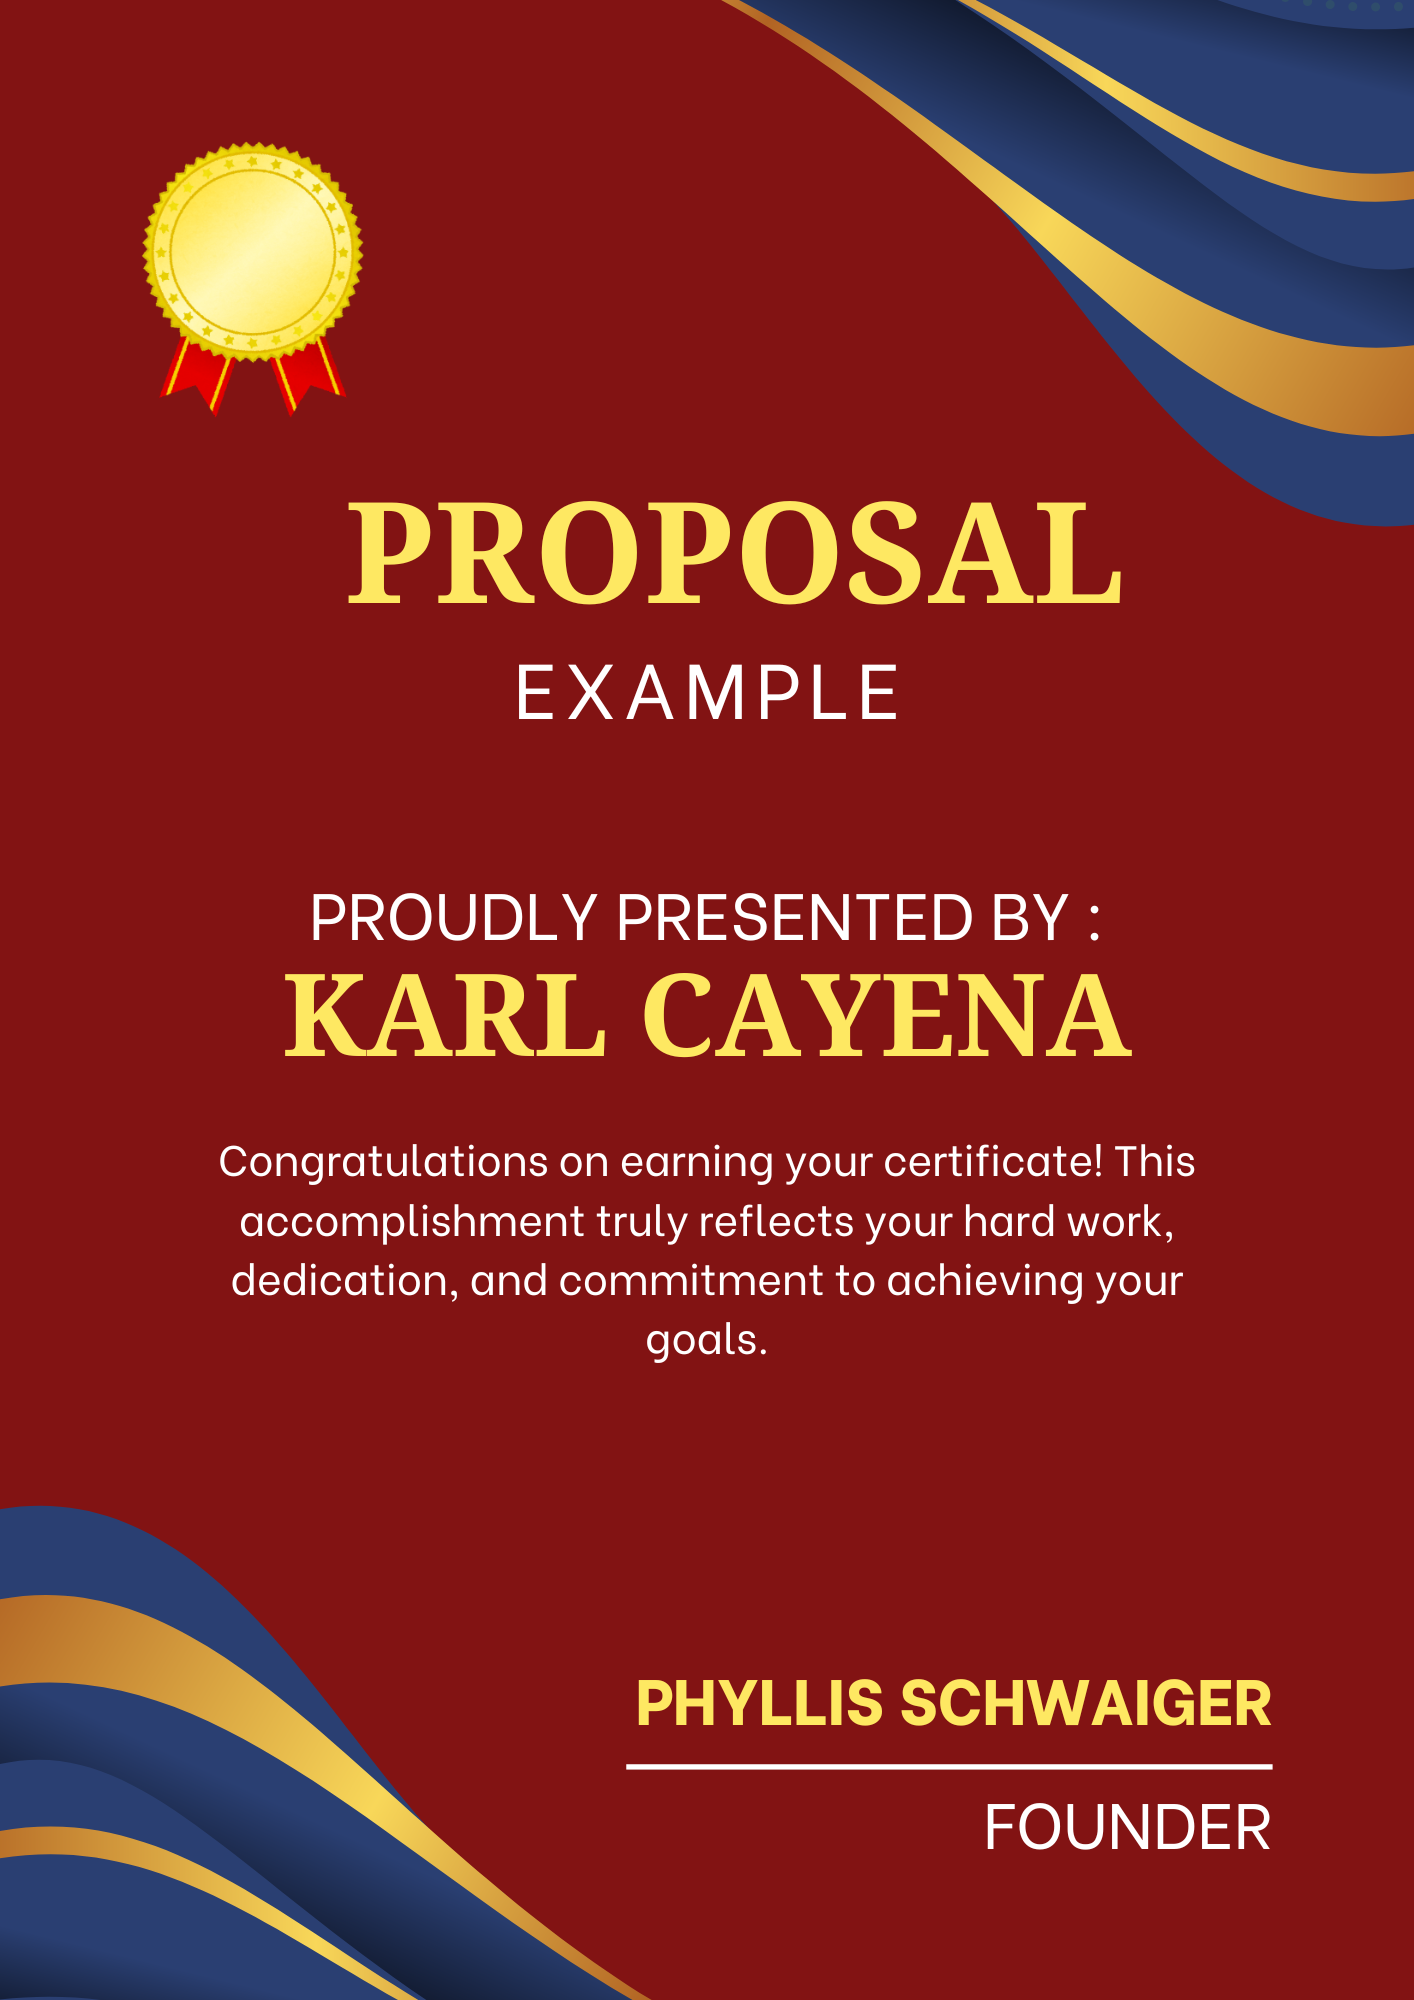 PROPOSAL
EXAMPLE
PROUDLY PRESENTED BY :
KARL CAYENA
Congratulations on earning your certificate! This
accomplishment truly reflects your hard work,
dedication, and commitment to achieving your
goals.
PHYLLIS SCHWAIGER
FOUNDER